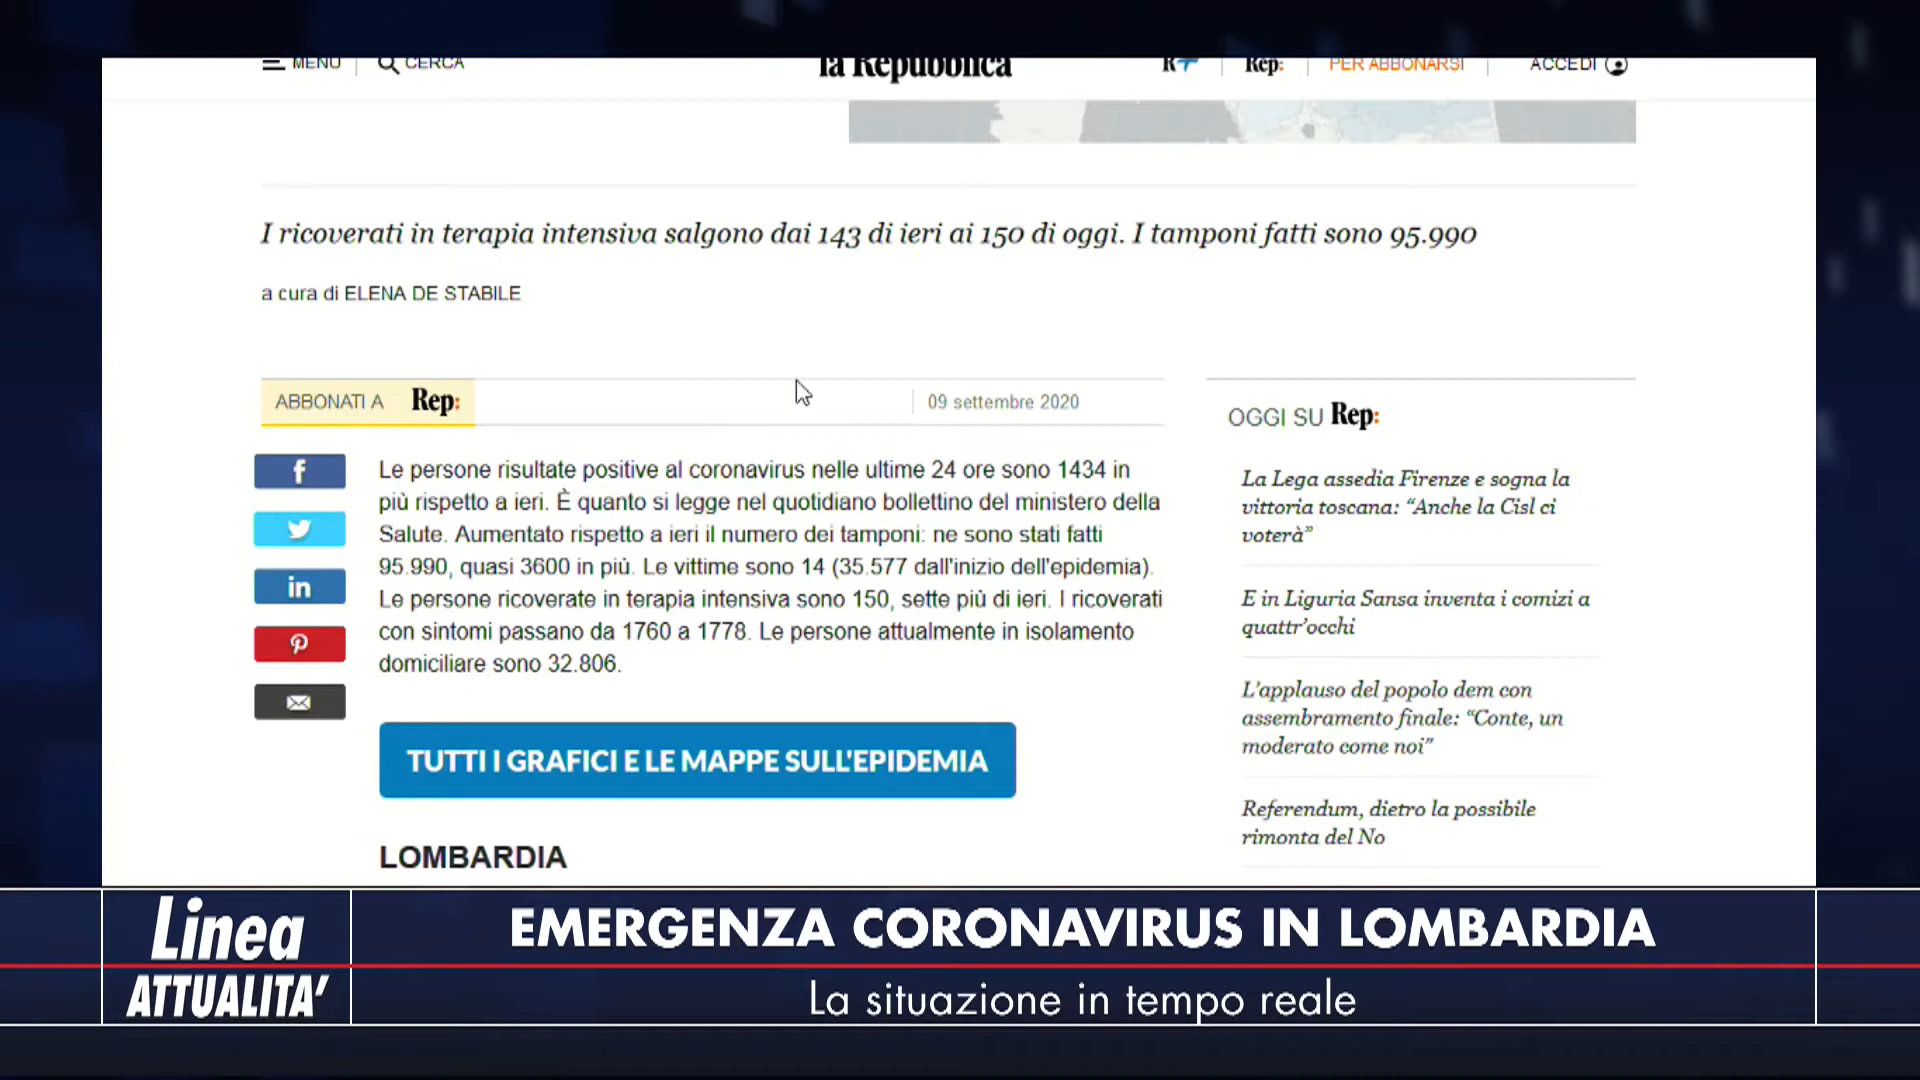 MENU
CERCA
la Repubblica
R
Rep:
PER ABBONARSI
ACCEDI
I ricoverati in terapia intensiva salgono dai 143 di ieri ai 150 di oggi. I tamponi fatti sono 95.990
a cura di ELENA DE STABILE
ABBONATI A Rep:
09 settembre 2020
Le persone risultate positive al coronavirus nelle ultime 24 ore sono 1434 in
più rispetto a ieri. È quanto si legge nel quotidiano bollettino del ministero della
Salute. Aumentato rispetto a ieri il numero dei tamponi: ne sono stati fatti
95.990, quasi 3600 in più. Le vittime sono 14 (35.577 dall'inizio dell'epidemia).
Le persone ricoverate in terapia intensiva sono 150, sette più di ieri. I ricoverati
con sintomi passano da 1760 a 1778. Le persone attualmente in isolamento
domiciliare sono 32.806.
TUTTI I GRAFICI E LE MAPPE SULL'EPIDEMIA
LOMBARDIA
OGGI SU Rep:
La Lega assedia Firenze e sogna la
vittoria toscana: “Anche la Cisl ci
voterà”
E in Liguria Sansa inventa i comizi a
quattr’occhi
L’applauso del popolo dem con
assembramento finale: “Conte, un
moderato come noi”
Referendum, dietro la possibile
rimonta del No
Linea
ATTUALITA’
EMERGENZA CORONAVIRUS IN LOMBARDIA
La situazione in tempo reale